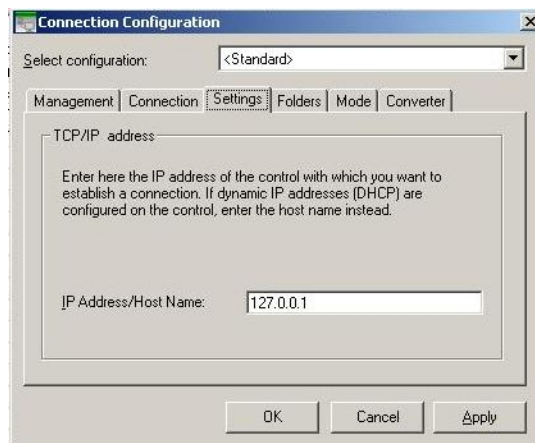 Connection Configuration
Select configuration: <Standard>
Management Connection Settings Folders Mode Converter
TCP/IP address
Enter here the IP address of the control with which you want to
establish a connection. If dynamic IP addresses (DHCP) are
configured on the control, enter the host name instead.
IP Address/Host Name: 127.0.0.1
OK Cancel Apply